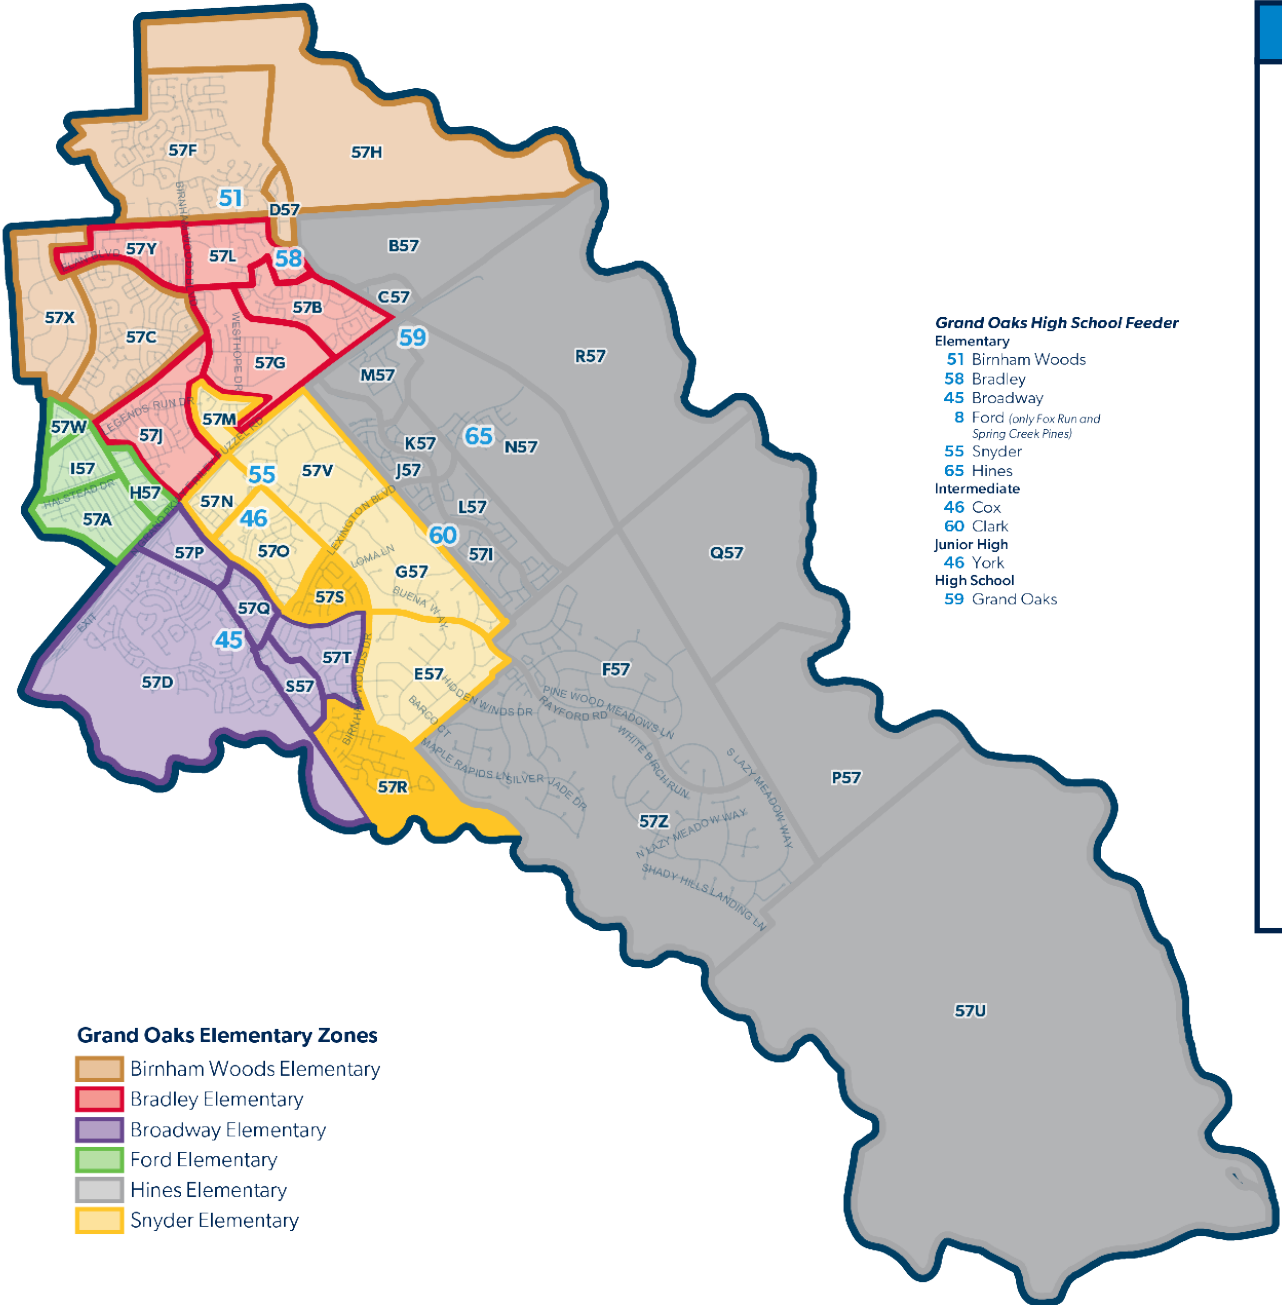 57F
57H
51
BIRNHAM WOODS DR
D57
57Y
57L
58
B57
57X
57C
57B
C57
WESTHOPE DR
59
57G
R57
M57
LEGENDS RUN DR
57M
57W
57J
K57
65
N57
I57
55
57V
J57
H57
HALSTEAD DR
57N
LEXINGTON BLVD
L57
57A
46
60
57P
57O
LOMA LN
57I
Q57
G57
57S
BUENA WAY
57Q
EXIT
45
57T
57D
S57
E57
F57
HIDDEN WINDS DR
PINE WOOD MEADOWS LN
RAYFORD RD
BARCO CT
WHITE BIRCH RUN
MAPLE RAPIDS LN
SILVER JADE DR
S LAZY MEADOW WAY
57R
P57
57Z
N LAZY MEADOW WAY
SHADY HILLS LANDING LN
57U
Grand Oaks High School Feeder
Elementary
51 Birnham Woods
58 Bradley
45 Broadway
8 Ford (only Fox Run and
Spring Creek Pines)
55 Snyder
65 Hines
Intermediate
46 Cox
60 Clark
Junior High
46 York
High School
59 Grand Oaks
Grand Oaks Elementary Zones
Birnham Woods Elementary
Bradley Elementary
Broadway Elementary
Ford Elementary
Hines Elementary
Snyder Elementary